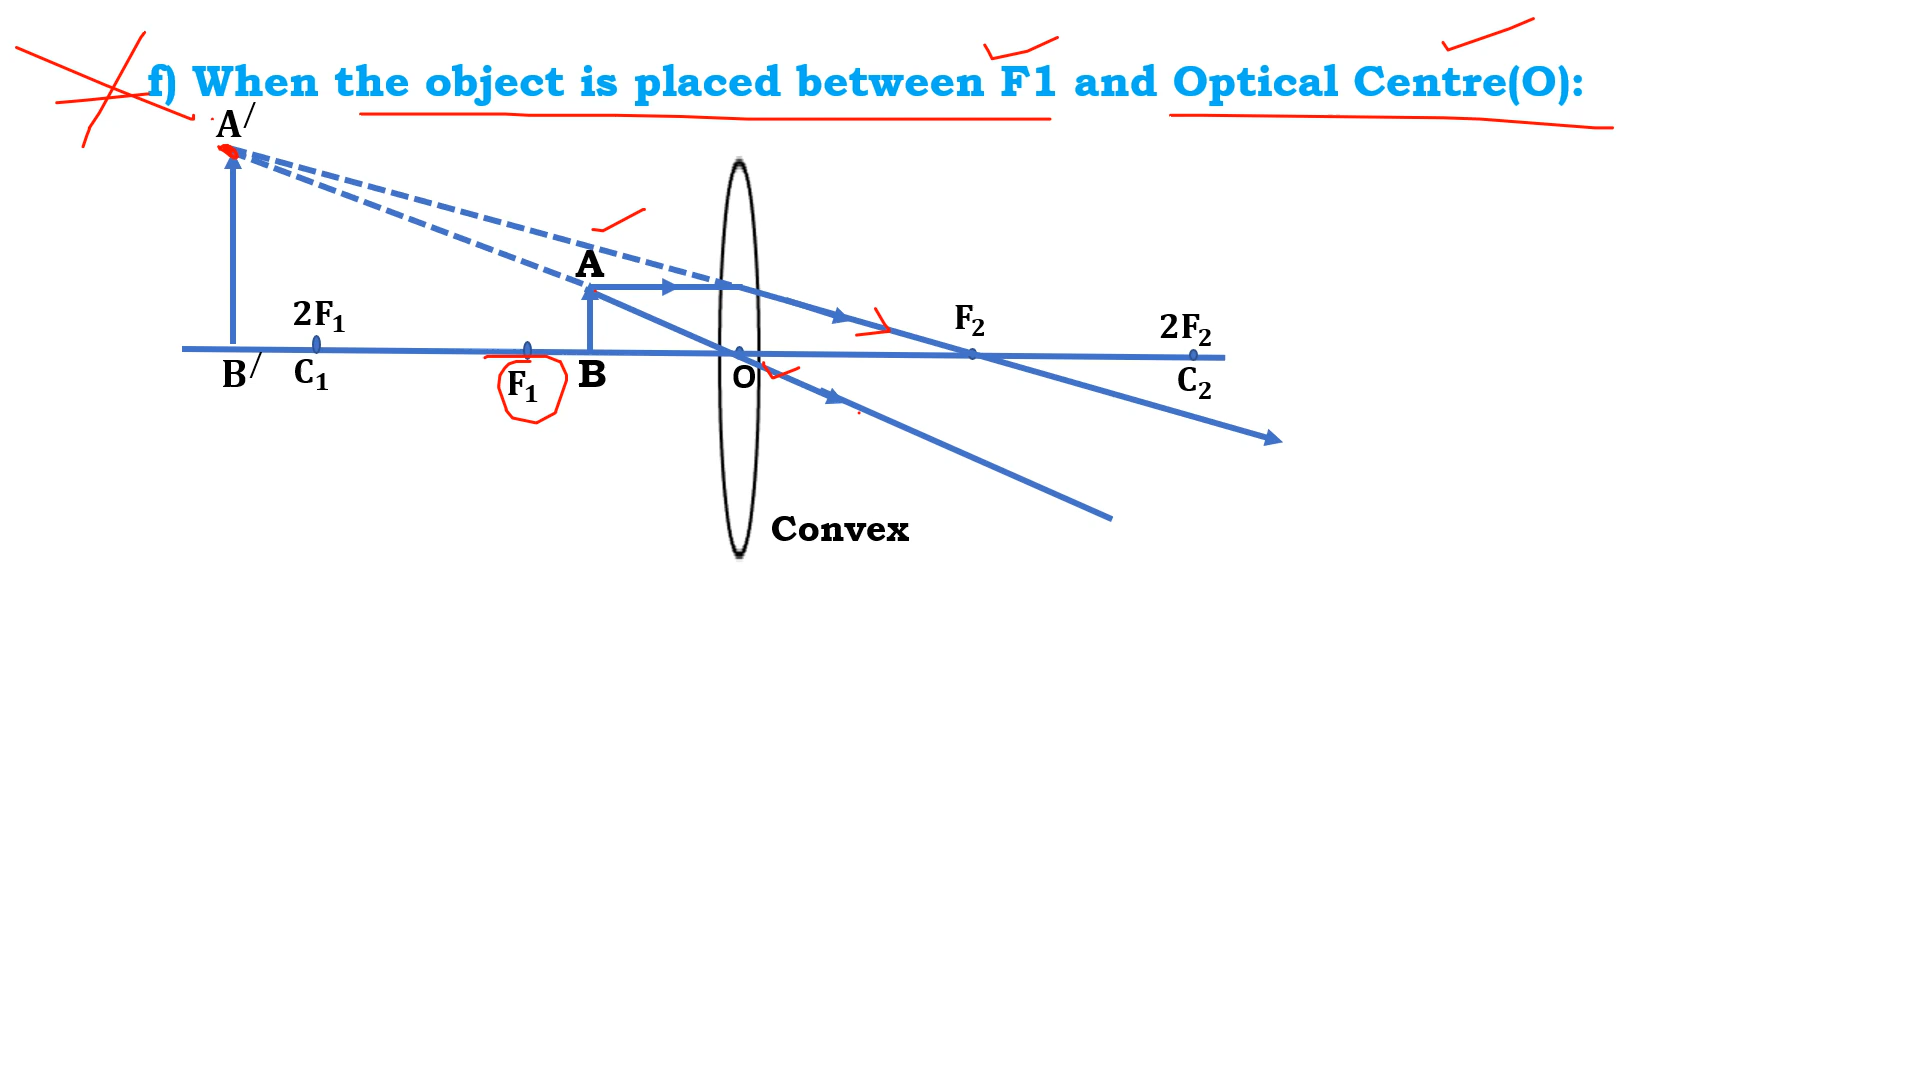 f) When the object is placed between F1 and Optical Centre(O):
A/
A
2F₁
F₂
2F₂
B/
C₁
F₁
B
O
C₂
Convex